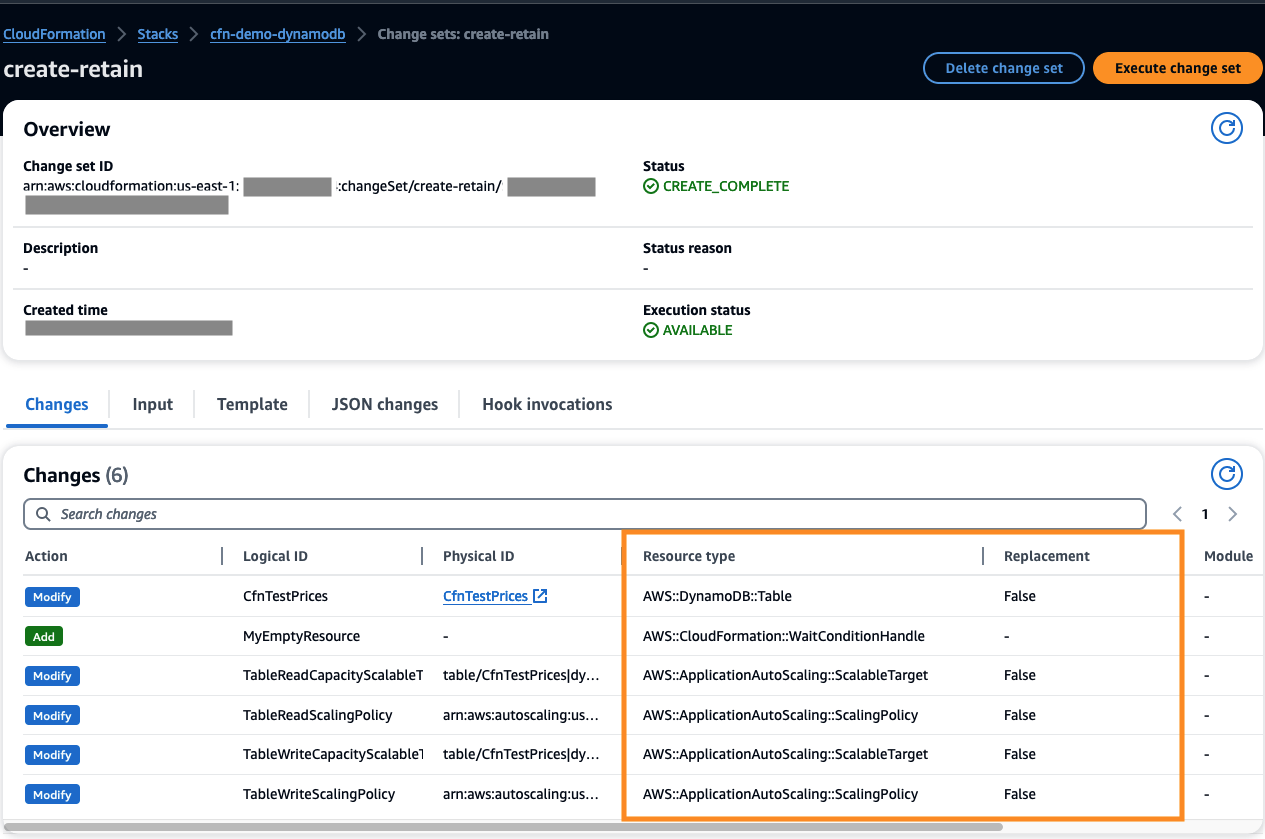 CloudFormation > Stacks > cfn-demo-dynamodb > Change sets: create-retain
create-retain
Delete change set
Execute change set
Overview
Change set ID
arn:aws:cloudformation:us-east-1: :changeSet/create-retain/
Status
CREATE_COMPLETE
Description
-
Status reason
-
Created time
Execution status
AVAILABLE
Changes Input Template JSON changes Hook invocations
Changes (6)
Search changes
1
Action Logical ID Physical ID Resource type Replacement Module
Modify CfnTestPrices CfnTestPrices AWS::DynamoDB::Table False -
Add MyEmptyResource - AWS::CloudFormation::WaitConditionHandle - -
Modify TableReadCapacityScalableT table/CfnTestPrices|dy... AWS::ApplicationAutoScaling::ScalableTarget False -
Modify TableReadScalingPolicy arn:aws:autoscaling:us... AWS::ApplicationAutoScaling::ScalingPolicy False -
Modify TableWriteCapacityScalableT table/CfnTestPrices|dy... AWS::ApplicationAutoScaling::ScalableTarget False -
Modify TableWriteScalingPolicy arn:aws:autoscaling:us... AWS::ApplicationAutoScaling::ScalingPolicy False -